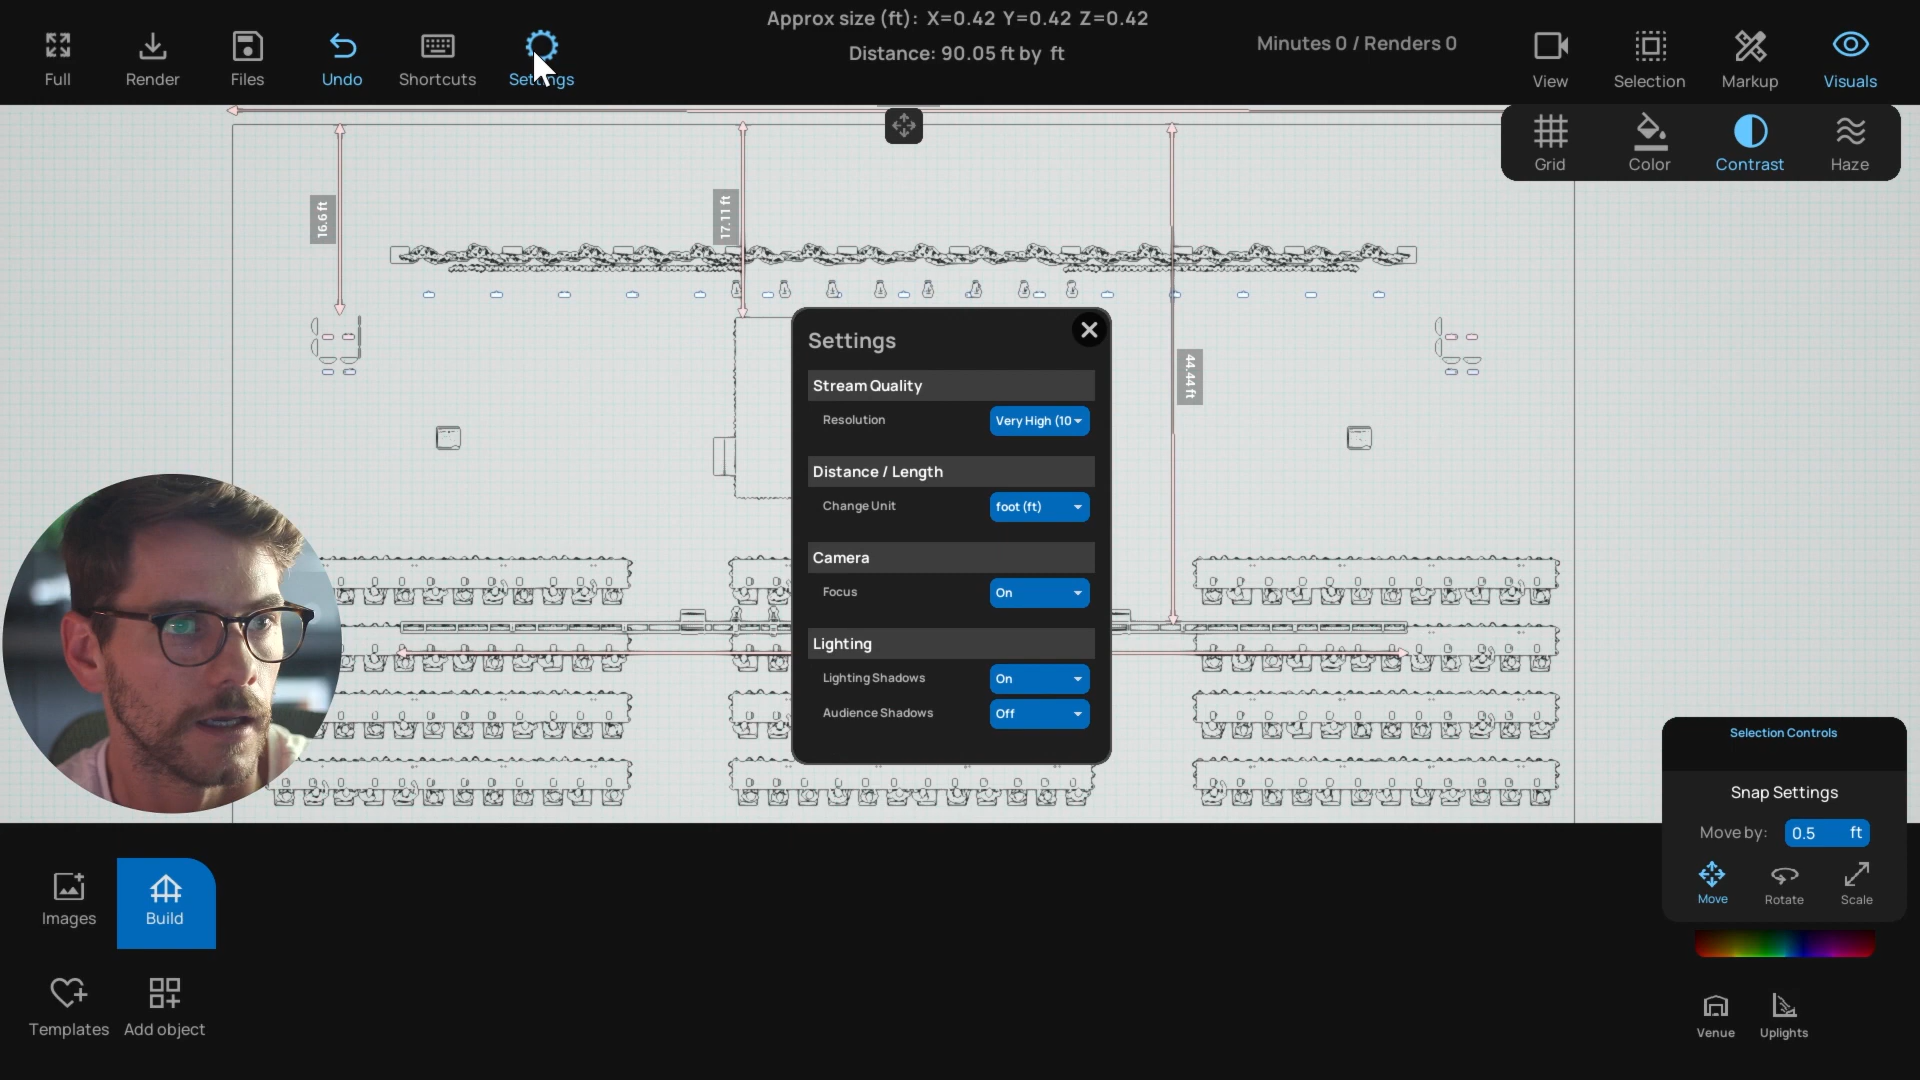 Approx size (ft): X=0.42 Y=0.42 Z=0.42
Distance: 90.05 ft by ft
Minutes 0 / Renders 0
Full
Render
Files
Undo
Shortcuts
Settings
View
Selection
Markup
Visuals
Grid
Color
Contrast
Haze
16.6 ft
17.11 ft
44.44 ft
Settings
Stream Quality
Resolution
Very High (10
Distance / Length
Change Unit
foot (ft)
Camera
Focus
On
Lighting
Lighting Shadows
On
Audience Shadows
Off
Selection Controls
Snap Settings
Move by: 0.5 ft
Move
Rotate
Scale
Images
Build
Templates
Add object
Venue
Uplights